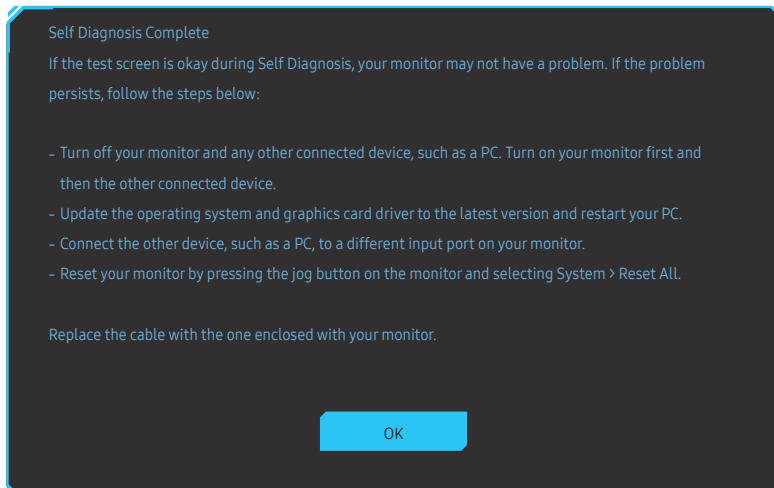 Self Diagnosis Complete
If the test screen is okay during Self Diagnosis, your monitor may not have a problem. If the problem
persists, follow the steps below:
- Turn off your monitor and any other connected device, such as a PC. Turn on your monitor first and
then the other connected device.
- Update the operating system and graphics card driver to the latest version and restart your PC.
- Connect the other device, such as a PC, to a different input port on your monitor.
- Reset your monitor by pressing the jog button on the monitor and selecting System > Reset All.
Replace the cable with the one enclosed with your monitor.
OK